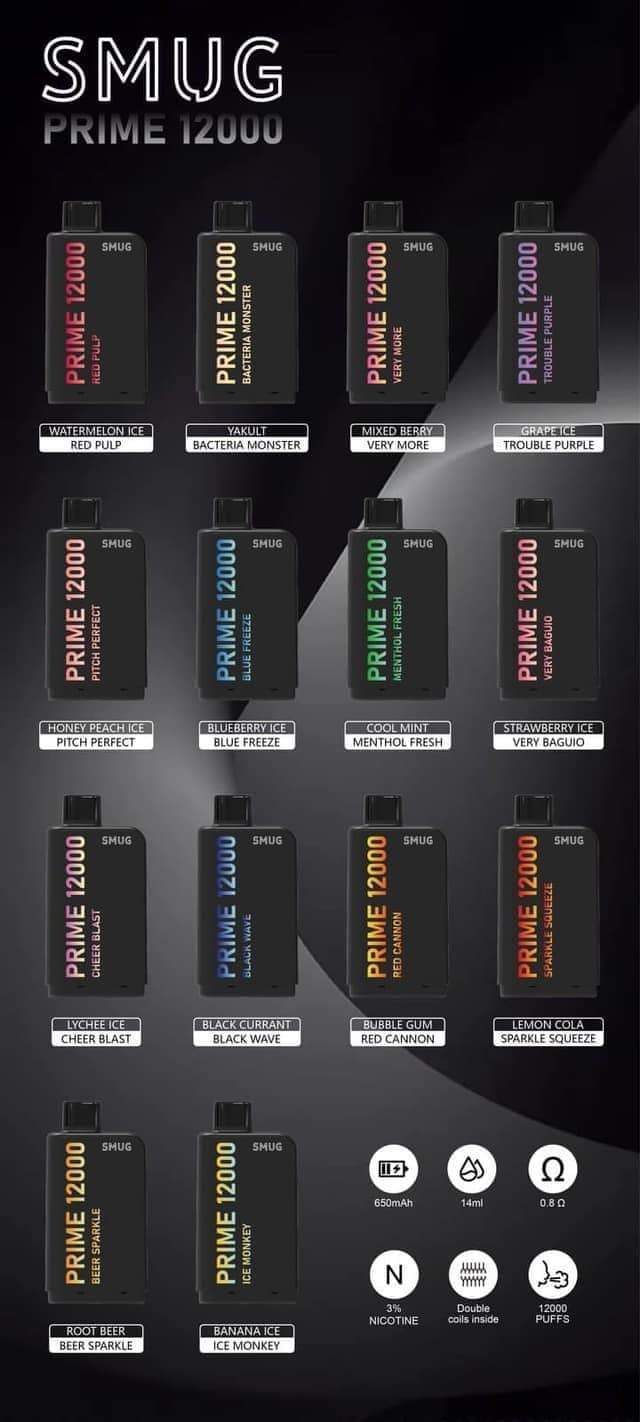 SMUG
PRIME 12000
SMUG
PRIME 12000
RED PULP
SMUG
PRIME 12000
BACTERIA MONSTER
SMUG
PRIME 12000
VERY MORE
SMUG
PRIME 12000
TROUBLE PURPLE
WATERMELON ICE
RED PULP
YAKULT
BACTERIA MONSTER
MIXED BERRY
VERY MORE
GRAPE ICE
TROUBLE PURPLE
SMUG
PRIME 12000
PITCH PERFECT
SMUG
PRIME 12000
BLUE FREEZE
SMUG
PRIME 12000
MENTHOL FRESH
SMUG
PRIME 12000
VERY BAGUIO
HONEY PEACH ICE
PITCH PERFECT
BLUEBERRY ICE
BLUE FREEZE
COOL MINT
MENTHOL FRESH
STRAWBERRY ICE
VERY BAGUIO
SMUG
PRIME 12000
CHEER BLAST
SMUG
PRIME 12000
BLACK WAVE
SMUG
PRIME 12000
RED CANNON
SMUG
PRIME 12000
SPARKLE SQUEEZE
LYCHEE ICE
CHEER BLAST
BLACK CURRANT
BLACK WAVE
BUBBLE GUM
RED CANNON
LEMON COLA
SPARKLE SQUEEZE
SMUG
PRIME 12000
BEER SPARKLE
SMUG
PRIME 12000
ICE MONKEY
ROOT BEER
BEER SPARKLE
BANANA ICE
ICE MONKEY
650mAh
14ml
Ω
0.8 Ω
N
3%
NICOTINE
Double
coils inside
12000
PUFFS